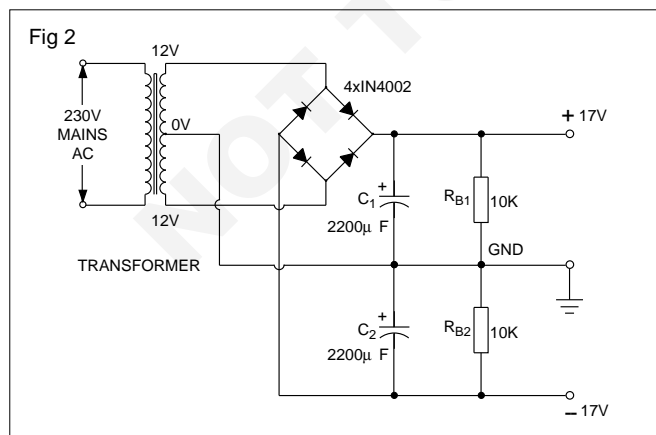 Fig 2
12V
4xIN4002
+ 17V
230V
MAINS
AC
0V
C1
+
2200µ F
RB1
10K
12V
GND
TRANSFORMER
C2
+
2200µ F
RB2
10K
– 17V
NOT T